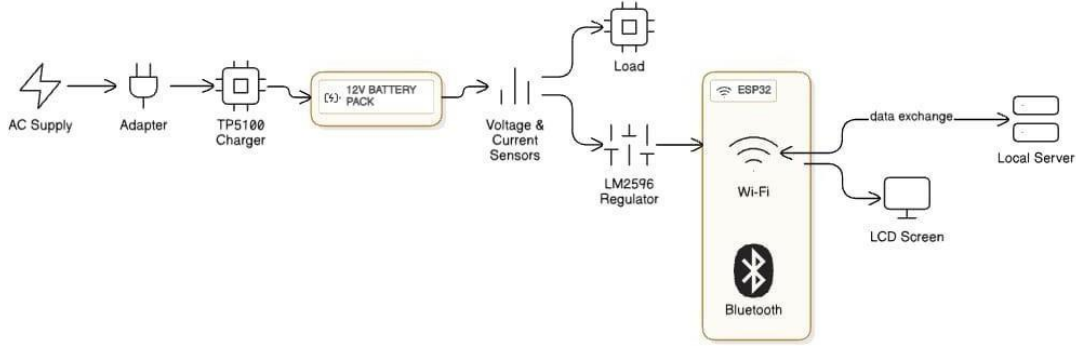 AC Supply
Adapter
TP5100
Charger
12V BATTERY
PACK
Voltage &
Current
Sensors
Load
LM2596
Regulator
ESP32
Wi-Fi
Bluetooth
data exchange
Local Server
LCD Screen